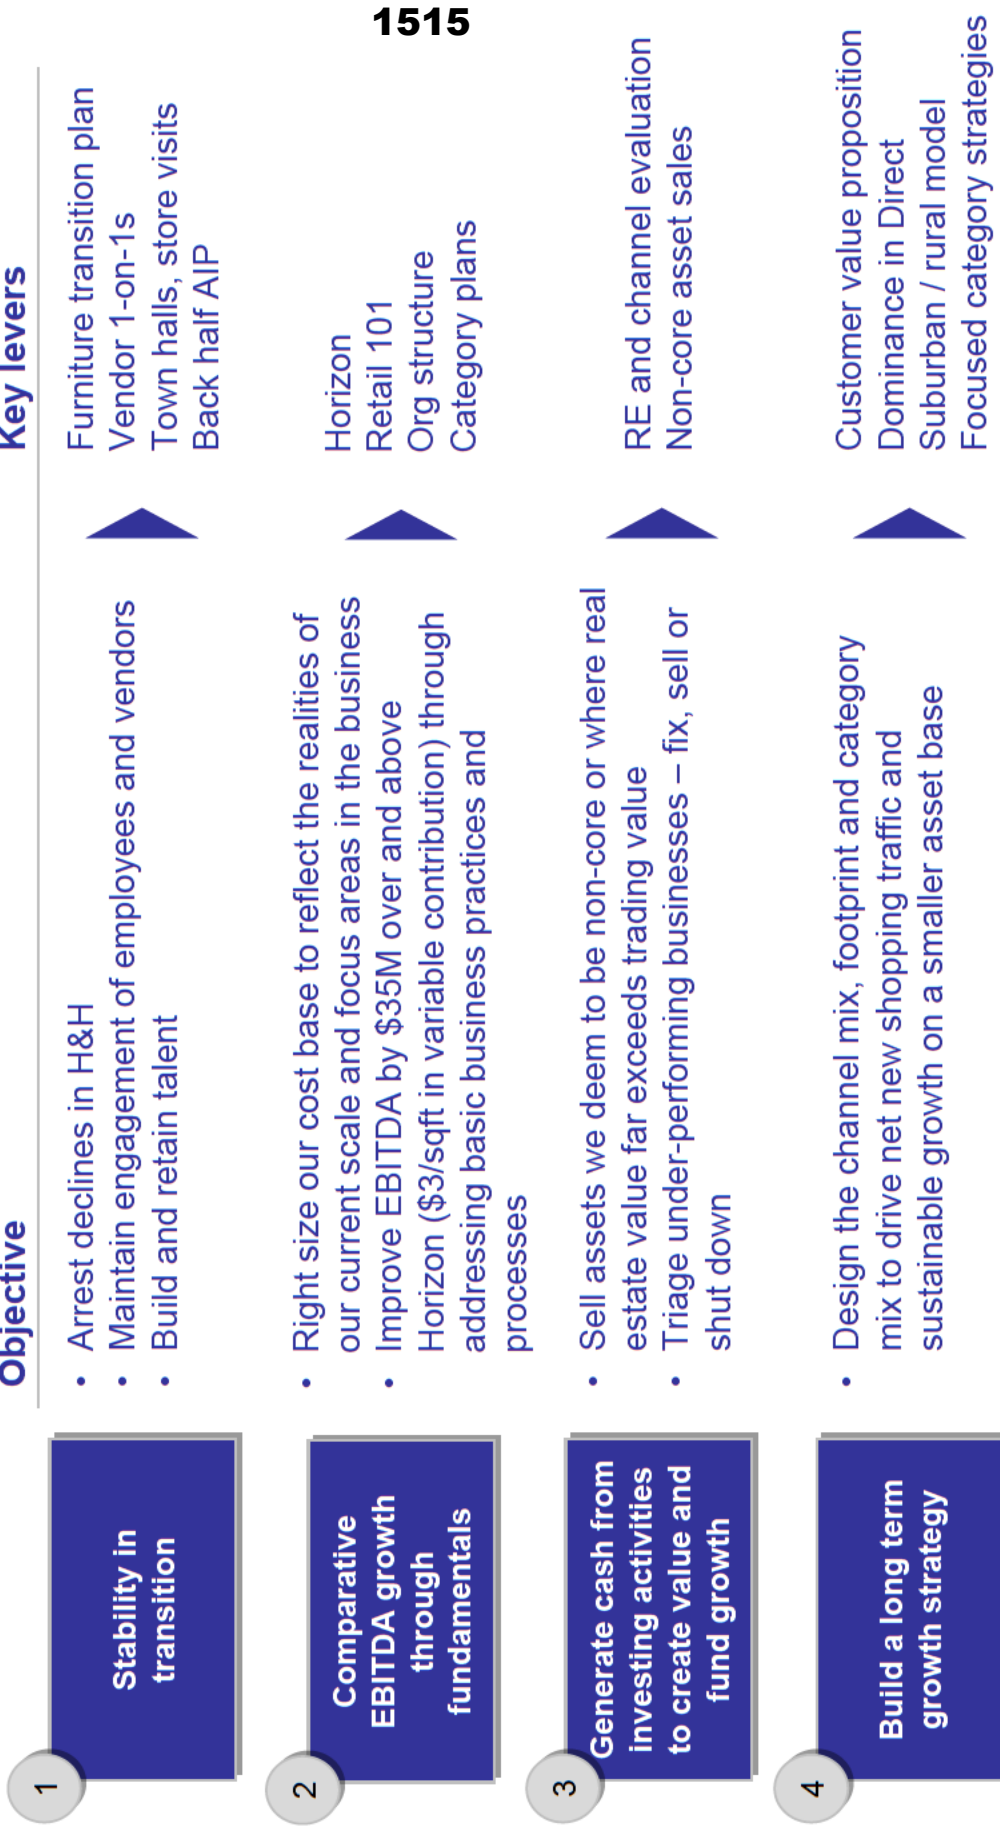 1515
Objective
Key levers
1
Stability in
transition
• Arrest declines in H&H
• Maintain engagement of employees and vendors
• Build and retain talent
Furniture transition plan
Vendor 1-on-1s
Town halls, store visits
Back half AIP
2
Comparative
EBITDA growth
through
fundamentals
• Right size our cost base to reflect the realities of
our current scale and focus areas in the business
• Improve EBITDA by $35M over and above
Horizon ($3/sqft in variable contribution) through
addressing basic business practices and
processes
Horizon
Retail 101
Org structure
Category plans
3
Generate cash from
investing activities
to create value and
fund growth
• Sell assets we deem to be non-core or where real
estate value far exceeds trading value
• Triage under-performing businesses – fix, sell or
shut down
RE and channel evaluation
Non-core asset sales
4
Build a long term
growth strategy
• Design the channel mix, footprint and category
mix to drive net new shopping traffic and
sustainable growth on a smaller asset base
Customer value proposition
Dominance in Direct
Suburban / rural model
Focused category strategies